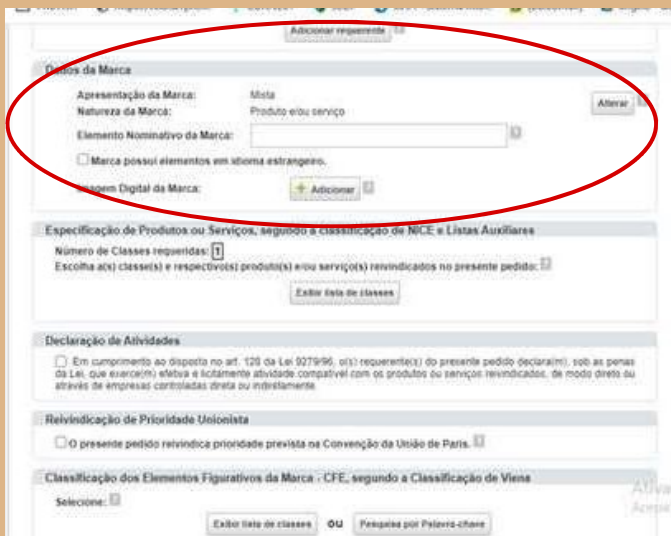 Adicionar requerente
Dados da Marca
Apresentação da Marca: Mista
Natureza da Marca: Produto e/ou serviço
Alterar
Elemento Nominativo da Marca:
Marca possui elementos em idioma estrangeiro.
Imagem Digital da Marca: + Adicionar
Especificação de Produtos ou Serviços, segundo a classificação de NICE e Listas Auxiliares
Número de Classes requeridas: 1
Escolha a(s) classe(s) e respectivo(s) produto(s) e/ou serviço(s) reivindicados no presente pedido:
Exibir lista de classes
Declaração de Atividades
Em cumprimento ao disposto no art. 128 da Lei 9279/96, o(s) requerente(s) do presente pedido declara(m), sob as penas
da Lei, que exerce(m) efetiva e licitamente atividade compatível com os produtos ou serviços reivindicados, de modo direto ou
através de empresas controladas direta ou indiretamente.
Reivindicação de Prioridade Unionista
O presente pedido reivindica prioridade prevista na Convenção da União de Paris.
Classificação dos Elementos Figurativos da Marca - CFE, segundo a Classificação de Viena
Selecione:
Exibir lista de classes ou Pesquisa por Palavra-chave